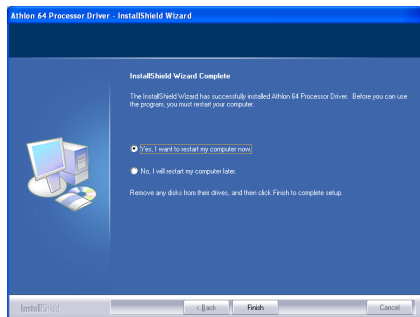 Athlon 64 Processor Driver - InstallShield Wizard
InstallShield Wizard Complete
The InstallShield Wizard has successfully installed Athlon 64 Processor Driver. Before you can use
the program, you must restart your computer.
Yes, I want to restart my computer now.
No, I will restart my computer later.
Remove any disks from their drives, and then click Finish to complete setup.
InstallShield
< Back
Finish
Cancel